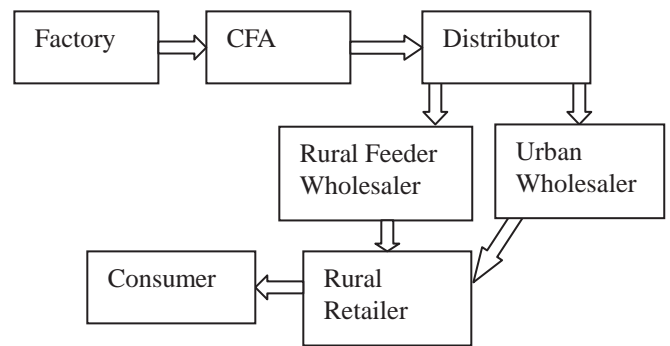 Factory
CFA
Distributor
Rural Feeder
Wholesaler
Urban
Wholesaler
Consumer
Rural
Retailer